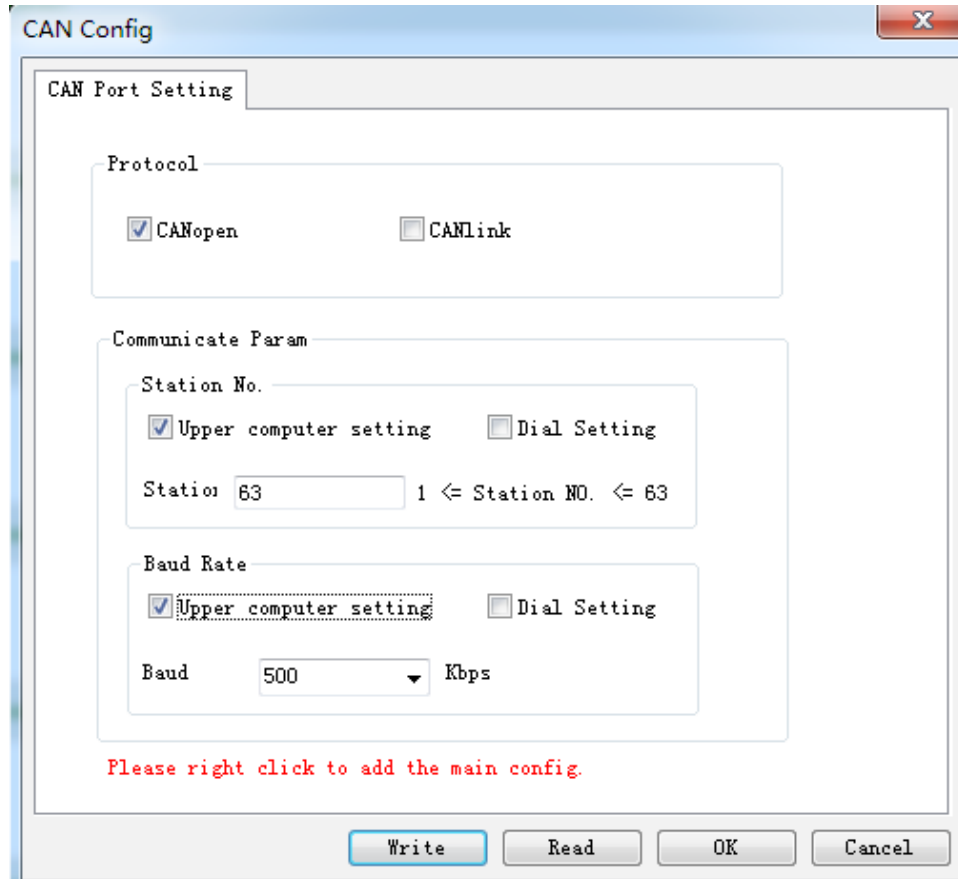 CAN Config
CAN Port Setting
Protocol
CANopen CANlink
Communicate Param
Station No.
Upper computer setting Dial Setting
Station 63 1 <= Station NO. <= 63
Baud Rate
Upper computer setting Dial Setting
Baud 500 Kbps
Please right click to add the main config.
Write Read OK Cancel